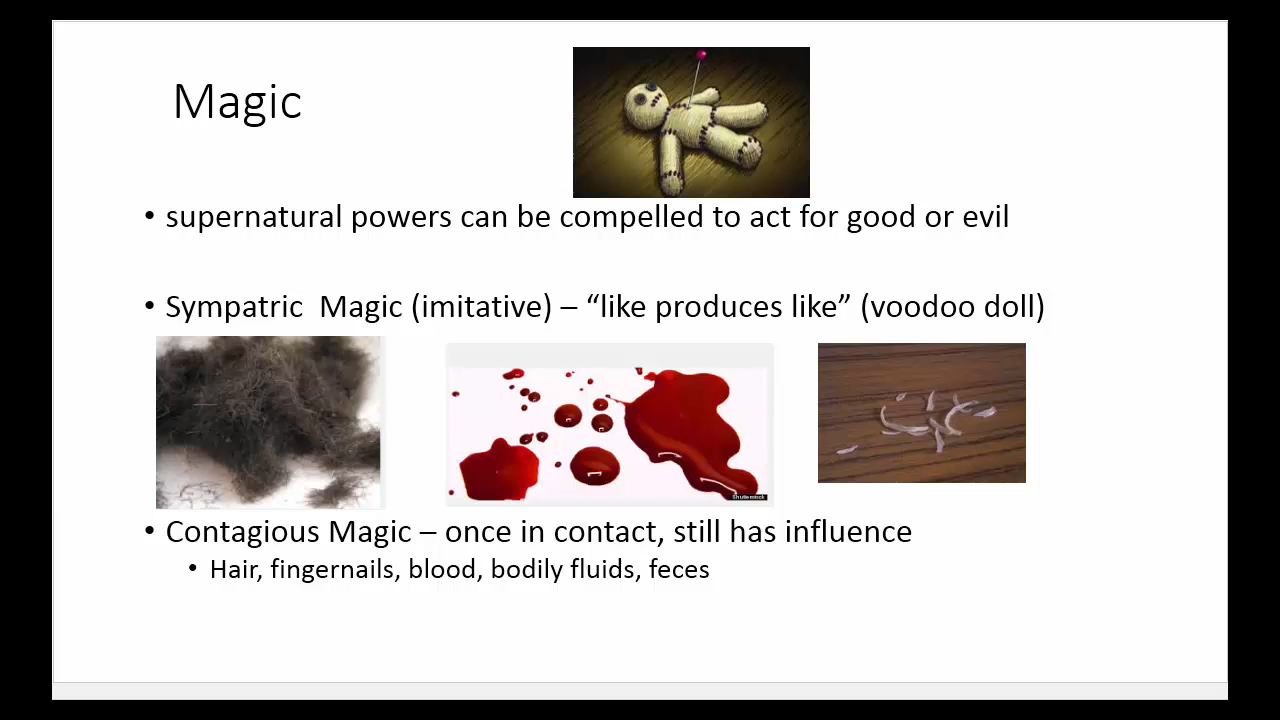 Magic
• supernatural powers can be compelled to act for good or evil
• Sympatric  Magic (imitative) – “like produces like” (voodoo doll)
shutterstock
• Contagious Magic – once in contact, still has influence
• Hair, fingernails, blood, bodily fluids, feces